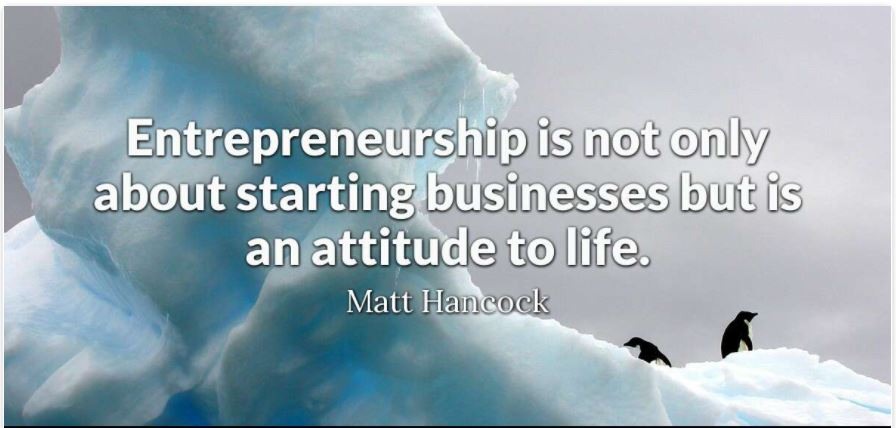 Entrepreneurship is not only
about starting businesses but is
an attitude to life.
Matt Hancock